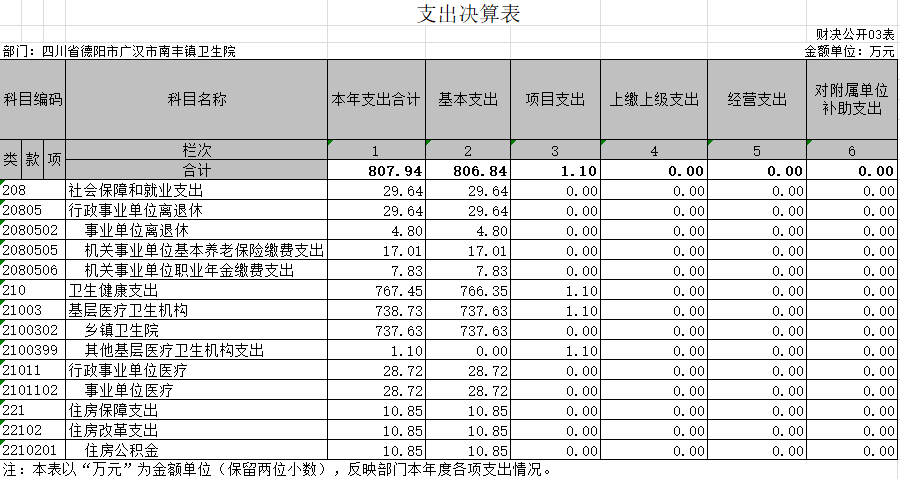 支出决算表
财决公开03表
部门：四川省德阳市广汉市南丰镇卫生院 金额单位：万元
科目编码 科目名称 本年支出合计 基本支出 项目支出 上缴上级支出 经营支出 对附属单位
补助支出
类 款 项 栏次 1 2 3 4 5 6
合计 807.94 806.84 1.10 0.00 0.00 0.00
208 社会保障和就业支出 29.64 29.64 0.00 0.00 0.00 0.00
20805 行政事业单位离退休 29.64 29.64 0.00 0.00 0.00 0.00
2080502 事业单位离退休 4.80 4.80 0.00 0.00 0.00 0.00
2080505 机关事业单位基本养老保险缴费支出 17.01 17.01 0.00 0.00 0.00 0.00
2080506 机关事业单位职业年金缴费支出 7.83 7.83 0.00 0.00 0.00 0.00
210 卫生健康支出 767.45 766.35 1.10 0.00 0.00 0.00
21003 基层医疗卫生机构 738.73 737.63 1.10 0.00 0.00 0.00
2100302 乡镇卫生院 737.63 737.63 0.00 0.00 0.00 0.00
2100399 其他基层医疗卫生机构支出 1.10 0.00 1.10 0.00 0.00 0.00
21011 行政事业单位医疗 28.72 28.72 0.00 0.00 0.00 0.00
2101102 事业单位医疗 28.72 28.72 0.00 0.00 0.00 0.00
221 住房保障支出 10.85 10.85 0.00 0.00 0.00 0.00
22102 住房改革支出 10.85 10.85 0.00 0.00 0.00 0.00
2210201 住房公积金 10.85 10.85 0.00 0.00 0.00 0.00
注：本表以“万元”为金额单位（保留两位小数），反映部门本年度各项支出情况。